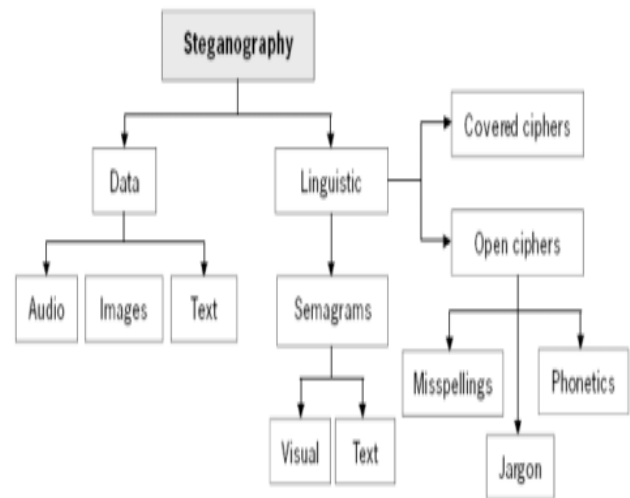 Steganography
Covered ciphers
Data
Linguistic
Open ciphers
Audio
Images
Text
Semagrams
Misspellings
Phonetics
Visual
Text
Jargon